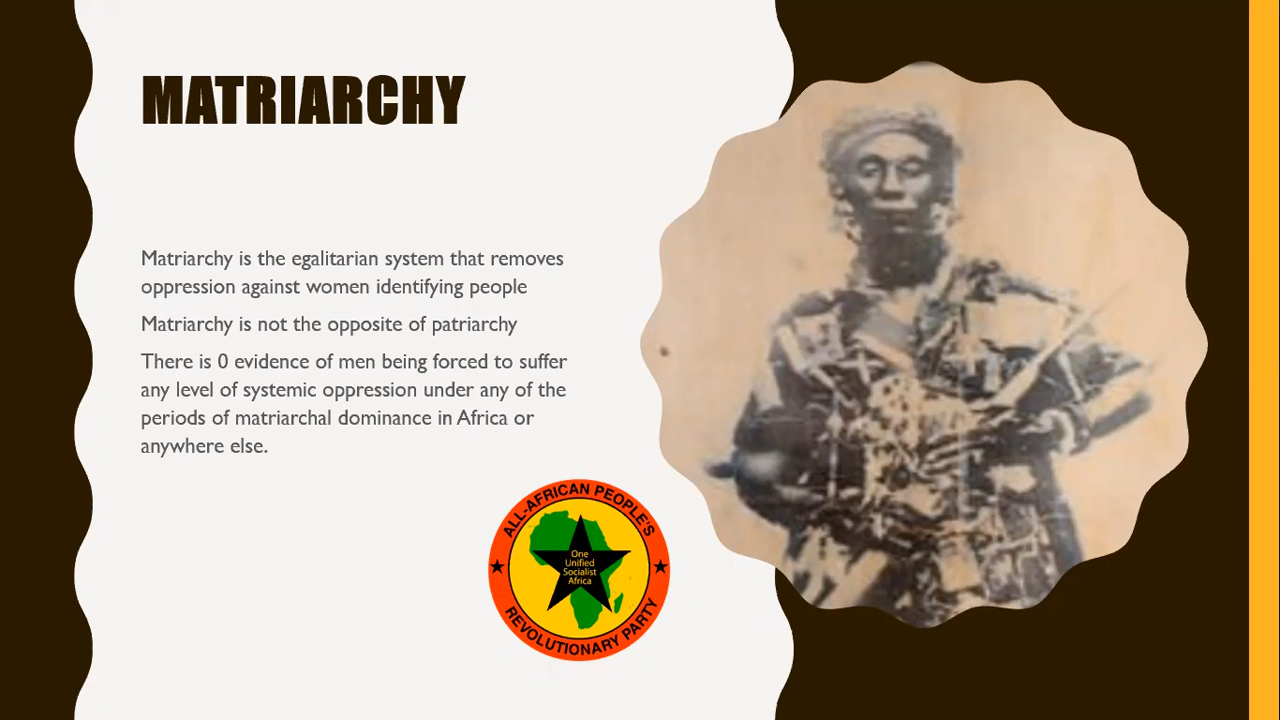 MATRIARCHY
Matriarchy is the egalitarian system that removes
oppression against women identifying people
Matriarchy is not the opposite of patriarchy
There is 0 evidence of men being forced to suffer
any level of systemic oppression under any of the
periods of matriarchal dominance in Africa or
anywhere else.
ALL-AFRICAN PEOPLE'S
One
Unified
Socialist
Africa
REVOLUTIONARY PARTY